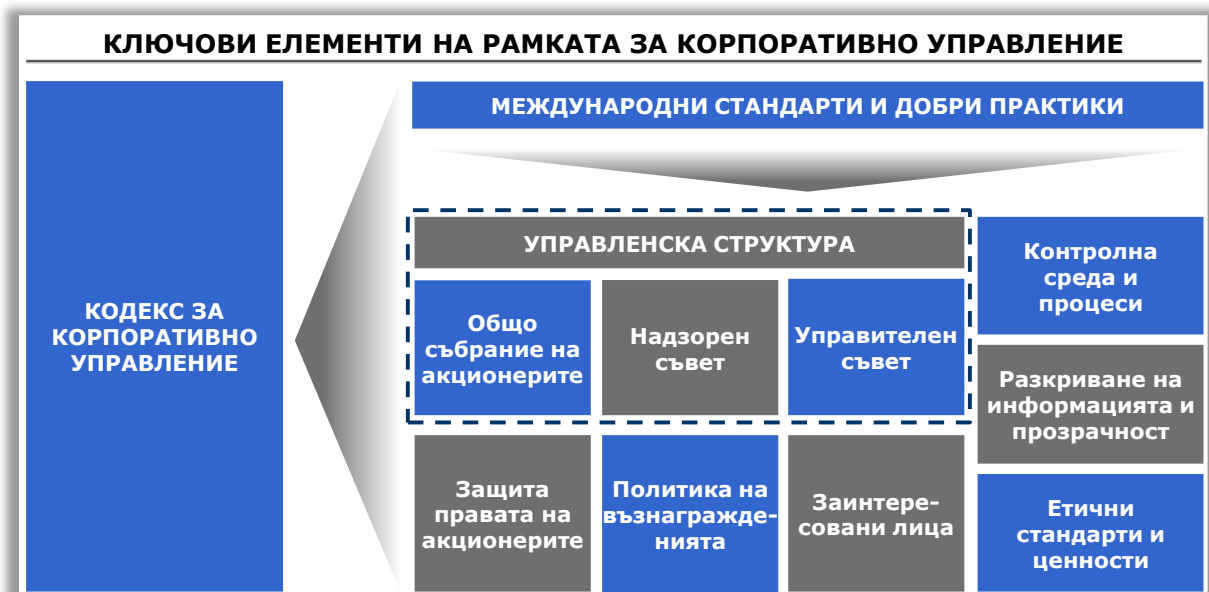 КЛЮЧОВИ ЕЛЕМЕНТИ НА РАМКАТА ЗА КОРПОРАТИВНО УПРАВЛЕНИЕ
КОДЕКС ЗА
КОРПОРАТИВНО
УПРАВЛЕНИЕ
МЕЖДУНАРОДНИ СТАНДАРТИ И ДОБРИ ПРАКТИКИ
УПРАВЛЕНСКА СТРУКТУРА
Общо
събрание на
акционерите
Надзорен
съвет
Управителен
съвет
Контролна
среда и
процеси
Разкриване на
информацията и
прозрачност
Защита
правата на
акционерите
Политика на
възнагражде-
нията
Заинтере-
совани лица
Етични
стандарти и
ценности